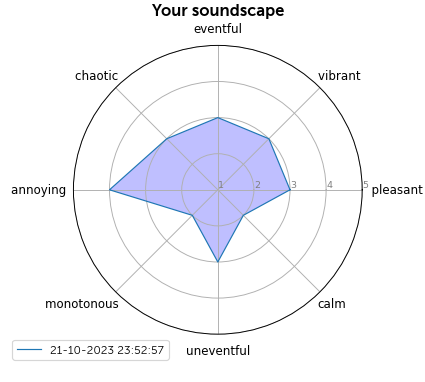 Your soundscape
eventful
chaotic
vibrant
annoying
1
2
3
4
5
pleasant
monotonous
calm
21-10-2023 23:52:57
uneventful